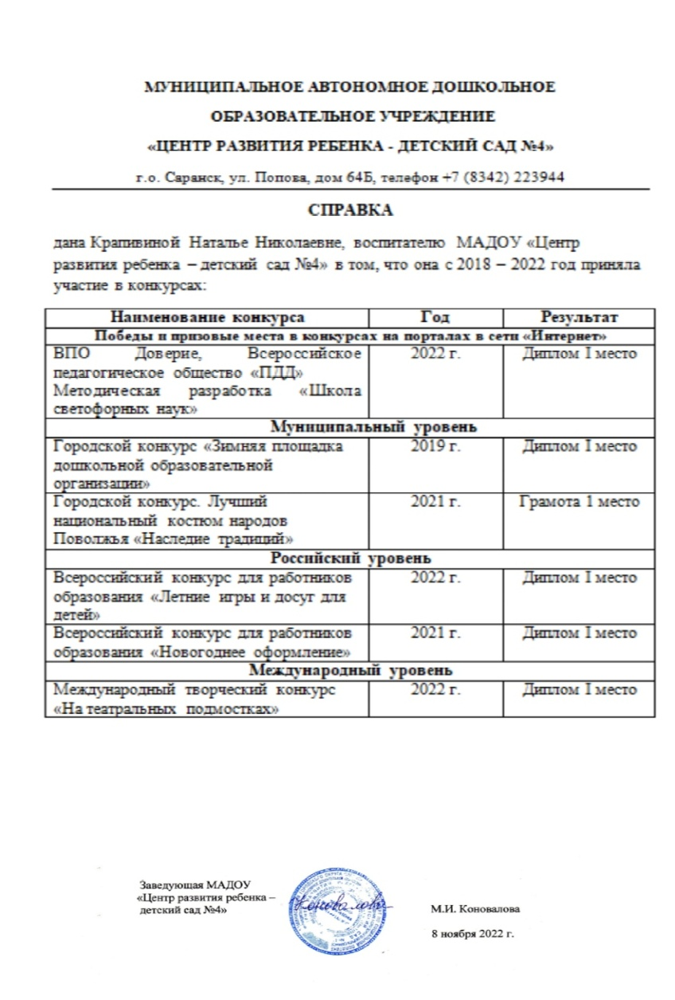 МУНИЦИПАЛЬНОЕ АВТОНОМНОЕ ДОШКОЛЬНОЕ
ОБРАЗОВАТЕЛЬНОЕ УЧРЕЖДЕНИЕ
«ЦЕНТР РАЗВИТИЯ РЕБЕНКА - ДЕТСКИЙ САД №4»
г.о. Саранск, ул. Попова, дом 64Б, телефон +7 (8342) 223944
СПРАВКА
дана Крапивиной Наталье Николаевне, воспитателю МАДОУ «Центр
развития ребенка – детский сад №4» в том, что она с 2018 – 2022 год приняла
участие в конкурсах:
Наименование конкурса Год Результат
Победы и призовые места в конкурсах на порталах в сети «Интернет»
ВПО Доверие, Всероссийское 2022 г. Диплом I место
педагогическое общество «ПДД»
Методическая разработка «Школа
светофорных наук»
Муниципальный уровень
Городской конкурс «Зимняя площадка 2019 г. Диплом I место
дошкольной образовательной
организации»
Городской конкурс. Лучший 2021 г. Грамота 1 место
национальный костюм народов
Поволжья «Наследие традиций»
Российский уровень
Всероссийский конкурс для работников 2022 г. Диплом I место
образования «Летние игры и досуг для
детей»
Всероссийский конкурс для работников 2021 г. Диплом I место
образования «Новогоднее оформление»
Международный уровень
Международный творческий конкурс 2022 г. Диплом I место
«На театральных подмостках»
Заведующая МАДОУ
«Центр развития ребенка –
детский сад №4»
Коновалова
М.И. Коновалова
8 ноября 2022 г.